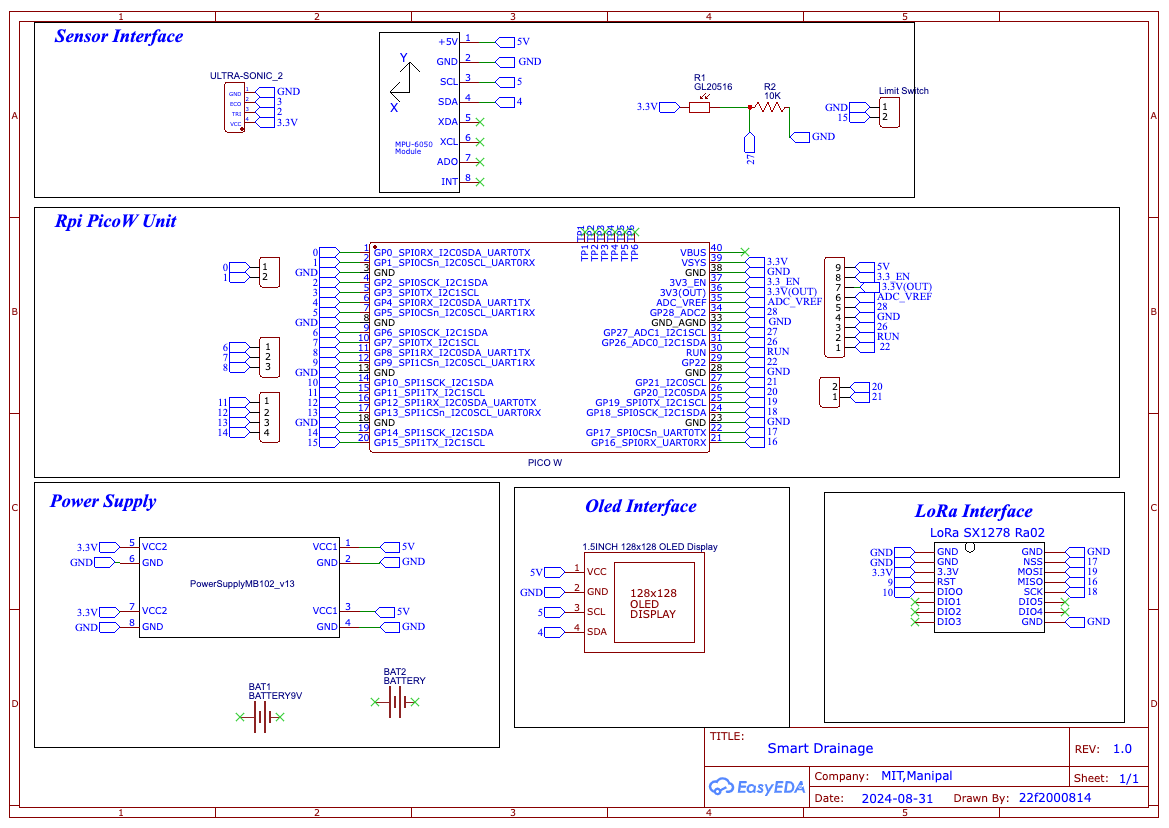 1 2 3 4 5
A
B
C
D
Sensor Interface
ULTRA-SONIC_2
GND 1 GND
ECO 2 3
TRI 3 2
VCC 4 3.3V
Y
X
MPU-6050
Module
+5V 1 5V
GND 2 GND
SCL 3 5
SDA 4 4
XDA 5
XCL 6
ADO 7
INT 8
R1
GL20516
R2
10K
3.3V
27
GND
Limit Switch
GND 1
15 2
Rpi PicoW Unit
0 1
1 2
6 1
7 2
8 3
11 1
12 2
13 3
14 4
TP1 TP2 TP3 TP4 TP5 TP6
TP1 TP2 TP3 TP4 TP5 TP6
0 1 GP0_SPI0RX_I2C0SDA_UART0TX
1 2 GP1_SPI0CSn_I2C0SCL_UART0RX
GND 3 GND
2 4 GP2_SPI0SCK_I2C1SDA
3 5 GP3_SPI0TX_I2C1SCL
4 6 GP4_SPI0RX_I2C0SDA_UART1TX
5 7 GP5_SPI0CSn_I2C0SCL_UART1RX
GND 8 GND
6 9 GP6_SPI0SCK_I2C1SDA
7 10 GP7_SPI0TX_I2C1SCL
8 11 GP8_SPI1RX_I2C0SDA_UART1TX
9 12 GP9_SPI1CSn_I2C0SCL_UART1RX
GND 13 GND
10 14 GP10_SPI1SCK_I2C1SDA
11 15 GP11_SPI1TX_I2C1SCL
12 16 GP12_SPI1RX_I2C0SDA_UART0TX
13 17 GP13_SPI1CSn_I2C0SCL_UART0RX
GND 18 GND
14 19 GP14_SPI1SCK_I2C1SDA
15 20 GP15_SPI1TX_I2C1SCL
VBUS 40
VSYS 39 3.3V
GND 38 GND
3V3_EN 37 3.3_EN
3V3(OUT) 36 3.3V(OUT)
ADC_VREF 35 ADC_VREF
GP28_ADC2 34 28
GND_AGND 33 GND
GP27_ADC1_I2C1SCL 32 27
GP26_ADC0_I2C1SDA 31 26
RUN 30 RUN
GP22 29 22
GND 28 GND
GP21_I2C0SCL 27 21
GP20_I2C0SDA 26 20
GP19_SPI0TX_I2C1SCL 25 19
GP18_SPI0SCK_I2C1SDA 24 18
GND 23 GND
GP17_SPI0CSn_UART0TX 22 17
GP16_SPI0RX_UART0RX 21 16
PICO W
9 5V
8 3.3_EN
7 3.3V(OUT)
6 ADC_VREF
5 28
4 GND
3 26
2 RUN
1 22
2 20
1 21
Power Supply
3.3V 5 VCC2 VCC1 1 5V
GND 6 GND GND 2 GND
PowerSupplyMB102_v13
3.3V 7 VCC2 VCC1 3 5V
GND 8 GND GND 4 GND
BAT1
BATTERY9V
BAT2
BATTERY
Oled Interface
1.5INCH 128x128 OLED Display
5V 1 VCC
GND 2 GND
5 3 SCL
4 4 SDA
128x128
OLED
DISPLAY
LoRa Interface
LoRa SX1278 Ra02
GND GND GND GND
GND GND NSS 17
3.3V 3.3V MOSI 19
9 RST MISO 16
10 DIO0 SCK 18
DIO1 DIO5
DIO2 DIO4
DIO3 GND GND
TITLE:
Smart Drainage
REV: 1.0
EasyEDA
Company: MIT,Manipal
Sheet: 1/1
Date: 2024-08-31 Drawn By: 22f2000814
A
B
C
D
1 2 3 4 5